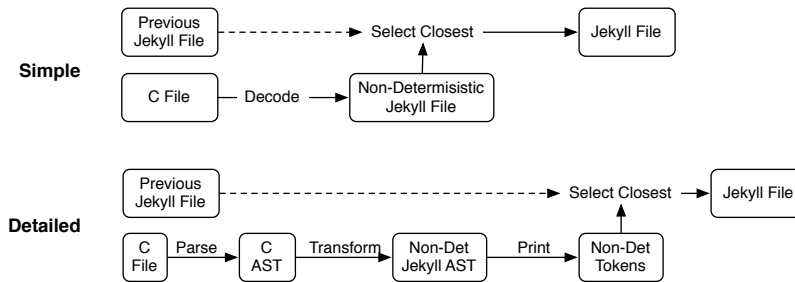 Previous
Jekyll File
Select Closest
Jekyll File
Simple
C File
Decode
Non-Determisistic
Jekyll File
Previous
Jekyll File
Select Closest
Jekyll File
Detailed
C
File
Parse
C
AST
Transform
Non-Det
Jekyll AST
Print
Non-Det
Tokens